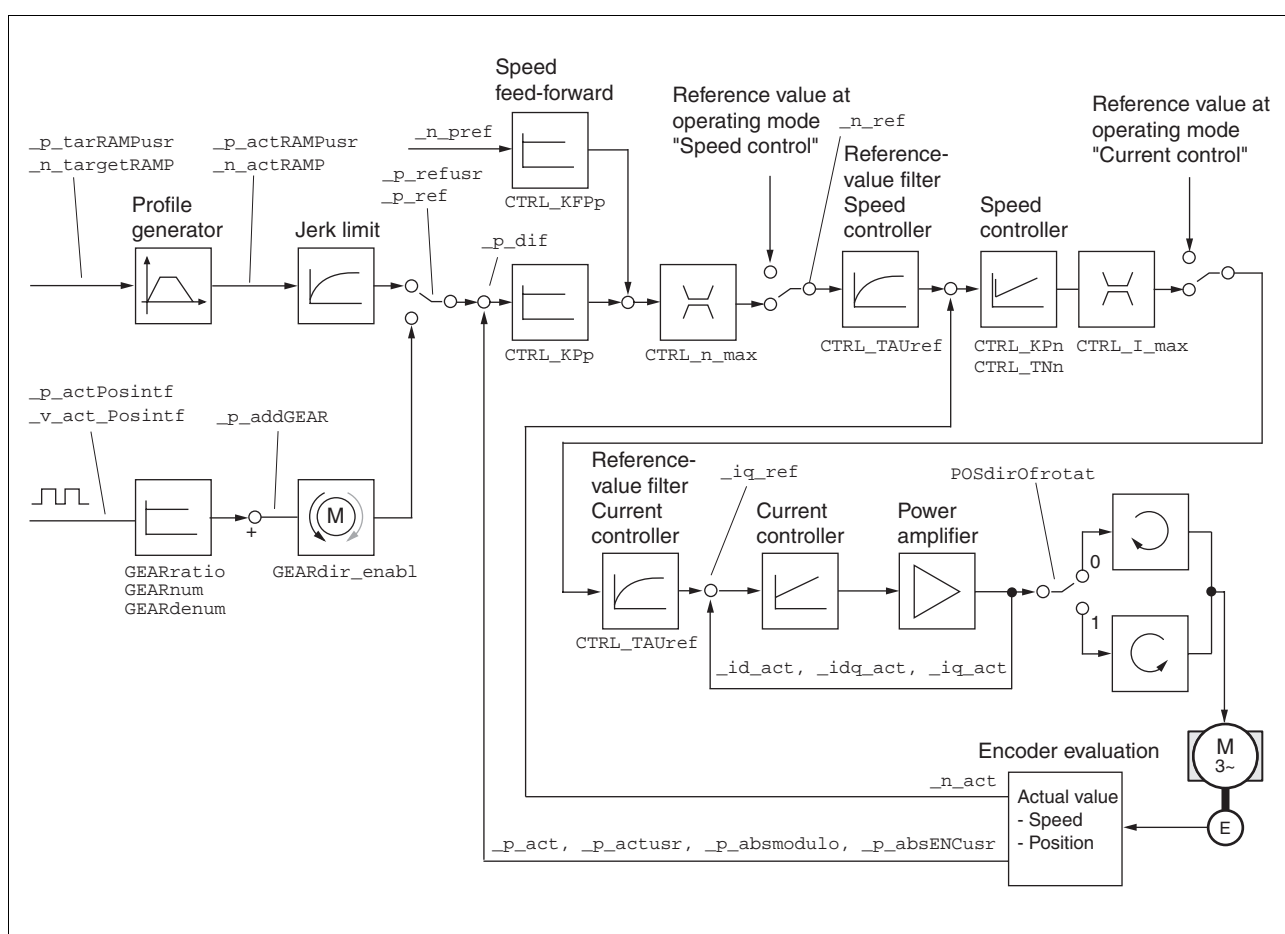 Speed
feed-forward
_n_pref
CTRL_KFPp
Reference value at
operating mode
"Speed control"
_n_ref
Reference value at
operating mode
"Current control"
_p_tarRAMPusr
_n_targetRAMP
_p_actRAMPusr
_n_actRAMP
_p_refusr
_p_ref
Reference-
value filter
Speed
controller
Speed
controller
Profile
generator
Jerk limit
_p_dif
CTRL_KPp
CTRL_n_max
CTRL_TAUref
CTRL_KPn
CTRL_TNn
CTRL_I_max
_p_actPosintf
_v_act_Posintf
_p_addGEAR
+
M
GEARratio
GEARnum
GEARdenum
GEARdir_enabl
Reference-
value filter
Current
controller
_iq_ref
Current
controller
Power
amplifier
POSdirOfrotat
0
1
CTRL_TAUref
_id_act, _idq_act, _iq_act
M
3~
E
Encoder evaluation
_n_act
Actual value
- Speed
- Position
_p_act, _p_actusr, _p_absmodulo, _p_absENCusr